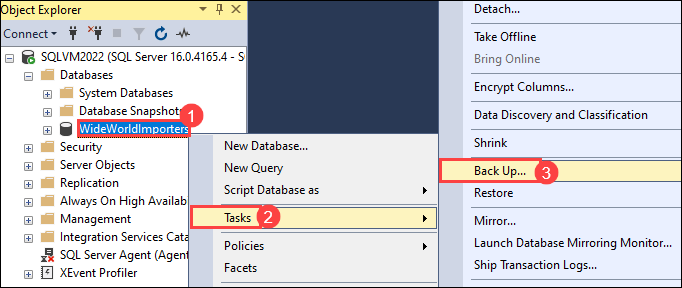 Object Explorer
Connect
SQLVM2022 (SQL Server 16.0.4165.4 - S
Databases
System Databases
Database Snapshots
WideWorldImporters
Security
Server Objects
Replication
Always On High Availab
Management
Integration Services Cata
SQL Server Agent (Agen
XEvent Profiler
1
New Database...
New Query
Script Database as
Tasks
2
Policies
Facets
Detach...
Take Offline
Bring Online
Encrypt Columns...
Data Discovery and Classification
Shrink
Back Up...
3
Restore
Mirror...
Launch Database Mirroring Monitor...
Ship Transaction Logs...